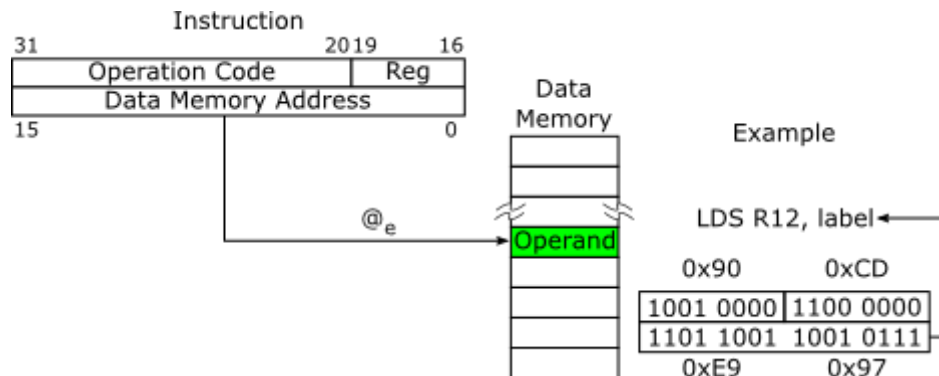 Instruction
31 20 19 16
Operation Code Reg
Data Memory Address
15 0
@e
Data
Memory
Operand
Example
LDS R12, label
0x90 0xCD
1001 0000 1100 0000
1101 1001 1001 0111
0xE9 0x97